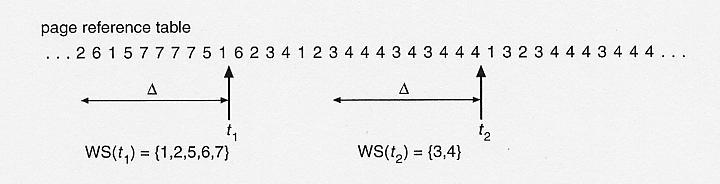 page reference table
. . . 2 6 1 5 7 7 7 7 5 1 6 2 3 4 1 2 3 4 4 4 3 4 3 4 4 4 1 3 2 3 4 4 4 3 4 4 4 . . .
Δ Δ
t₁ t₂
WS(t₁) = {1,2,5,6,7} WS(t₂) = {3,4}